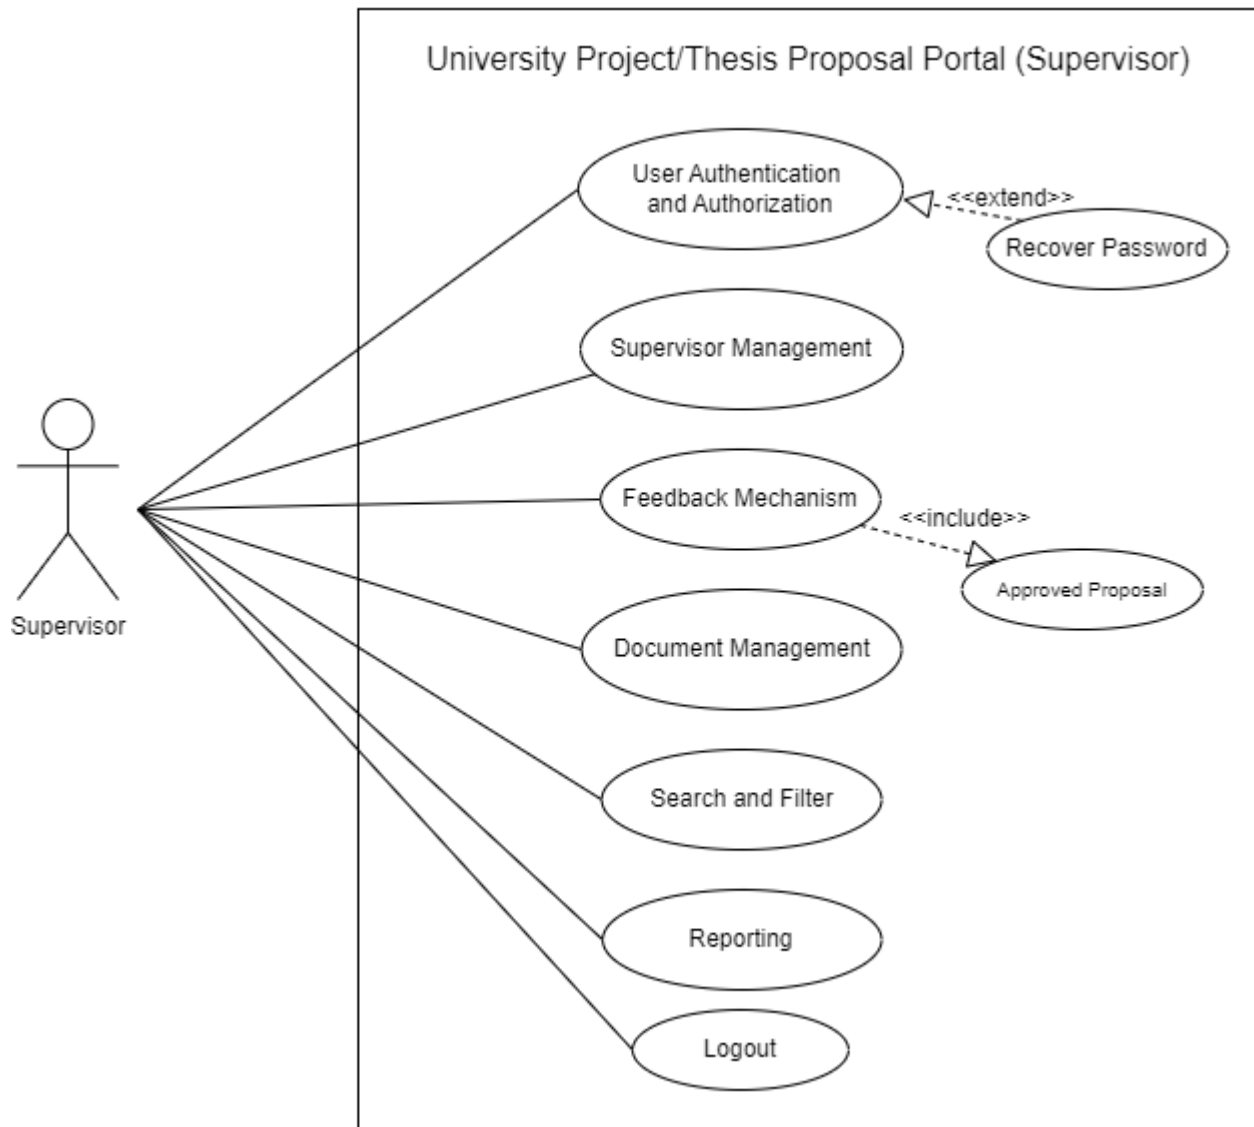 University Project/Thesis Proposal Portal (Supervisor)
User Authentication
and Authorization
<<extend>>
Recover Password
Supervisor Management
Feedback Mechanism
<<include>>
Approved Proposal
Supervisor
Document Management
Search and Filter
Reporting
Logout